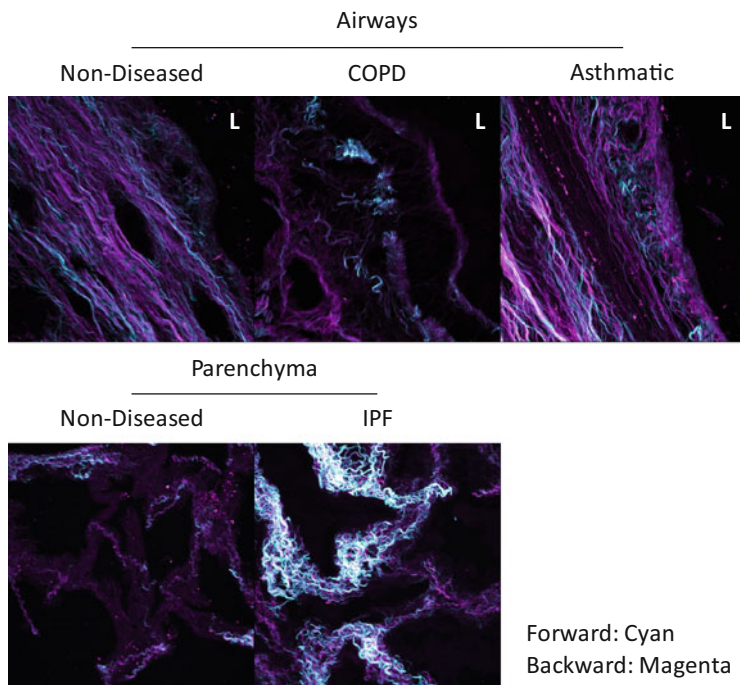 Airways
Non-Diseased COPD Asthmatic
L L L
Parenchyma
Non-Diseased IPF
Forward: Cyan
Backward: Magenta